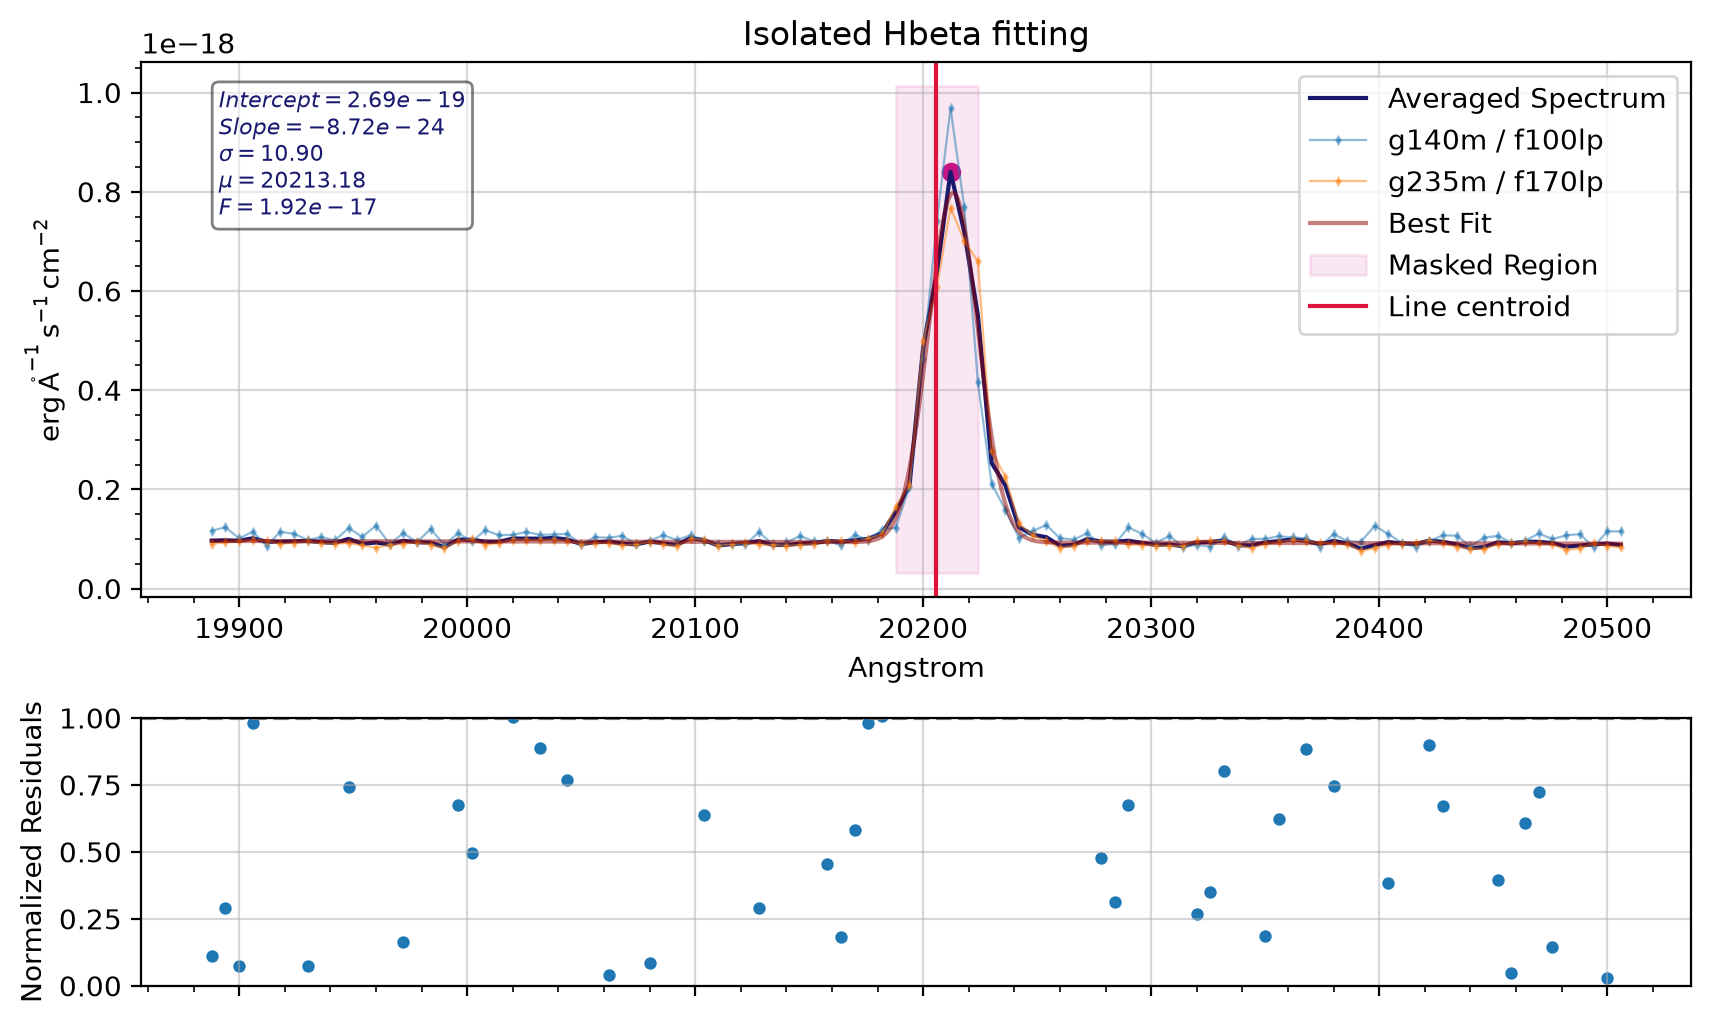 Isolated Hbeta fitting
1e−18
Intercept = 2.69e − 19
Slope = −8.72e − 24
σ = 10.90
μ = 20213.18
F = 1.92e − 17
Averaged Spectrum
g140m / f100lp
g235m / f170lp
Best Fit
Masked Region
Line centroid
1.0
0.8
0.6
0.4
0.2
0.0
erg Å⁻¹ s⁻¹ cm⁻²
19900 20000 20100 20200 20300 20400 20500
Angstrom
Normalized Residuals
1.00
0.75
0.50
0.25
0.00